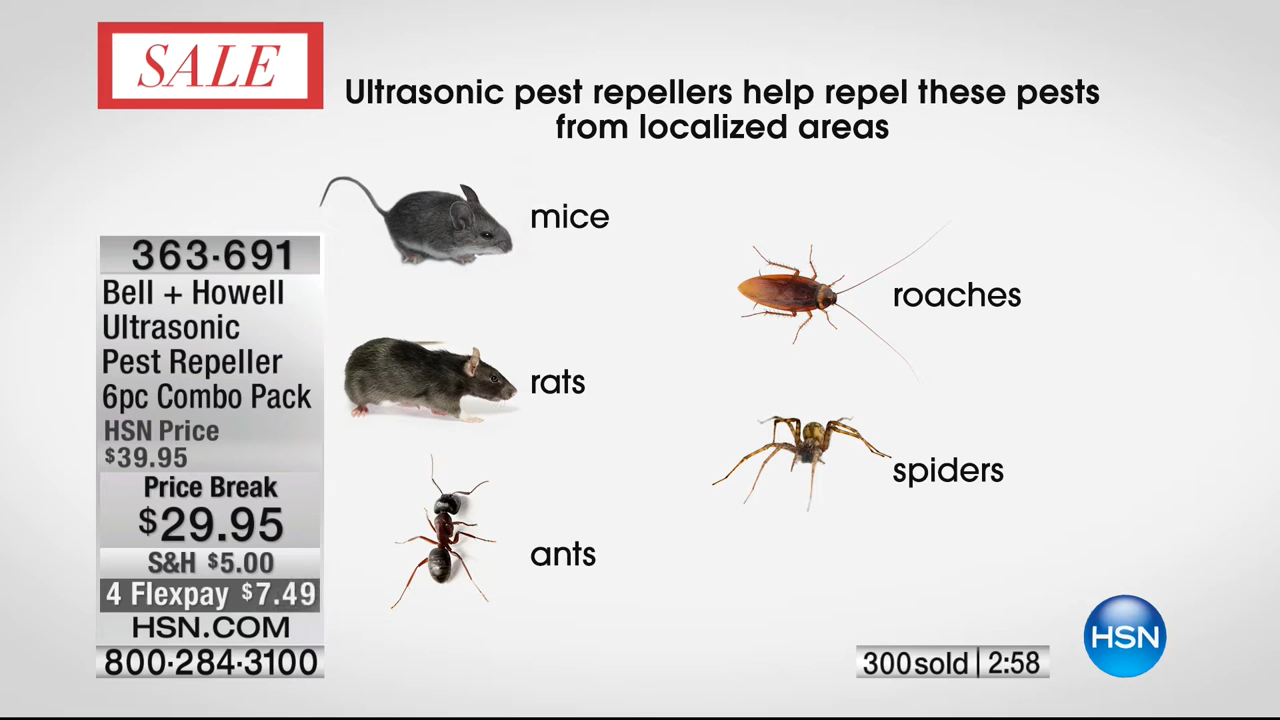 SALE
Ultrasonic pest repellers help repel these pests
from localized areas
mice
rats
ants
roaches
spiders
363·691
Bell + Howell
Ultrasonic
Pest Repeller
6pc Combo Pack
HSN Price
$39.95
Price Break
$29.95
S&H $5.00
4 Flexpay $7.49
HSN.COM
800·284·3100
300sold | 2:58
HSN